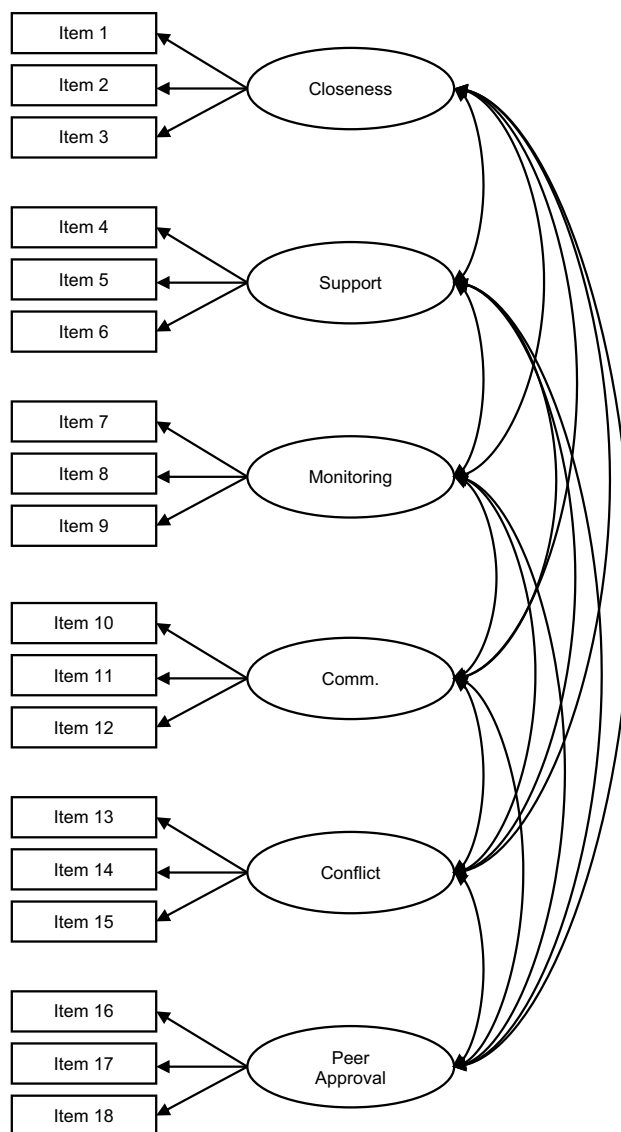 Item 1
Item 2
Item 3
Closeness
Item 4
Item 5
Item 6
Support
Item 7
Item 8
Item 9
Monitoring
Item 10
Item 11
Item 12
Comm.
Item 13
Item 14
Item 15
Conflict
Item 16
Item 17
Item 18
Peer
Approval